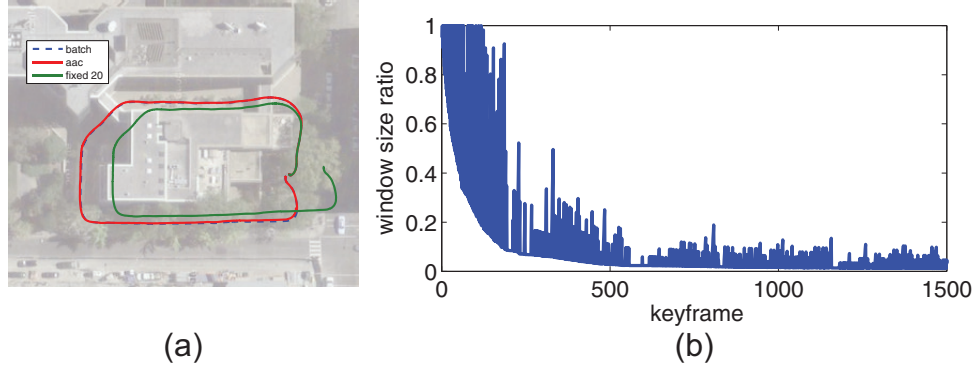 batch
aac
fixed 20
(a)
window size ratio
1
0.8
0.6
0.4
0.2
0
0
500
1000
1500
keyframe
(b)